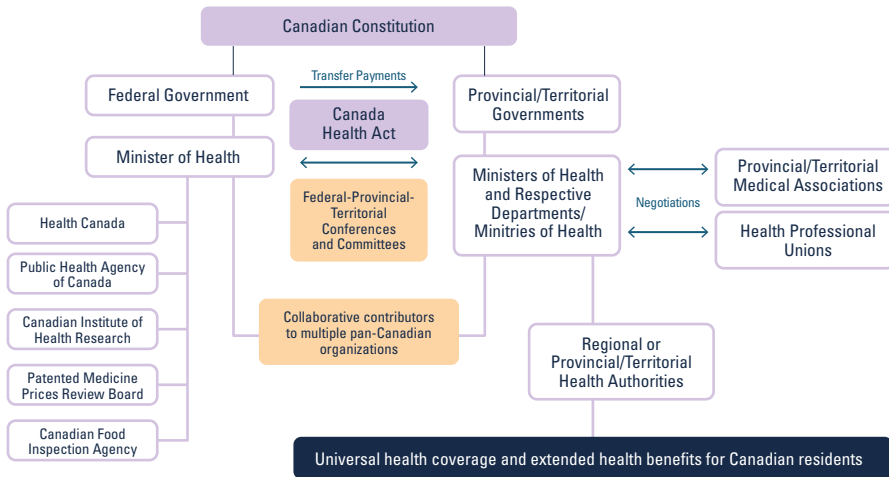 Canadian Constitution
Federal Government
Transfer Payments
Provincial/Territorial
Governments
Canada
Health Act
Minister of Health
Ministers of Health
and Respective
Departments/
Minitries of Health
Provincial/Territorial
Medical Associations
Negotiations
Health Professional
Unions
Federal-Provincial-
Territorial
Conferences
and Committees
Health Canada
Public Health Agency
of Canada
Canadian Institute of
Health Research
Patented Medicine
Prices Review Board
Canadian Food
Inspection Agency
Collaborative contributors
to multiple pan-Canadian
organizations
Regional or
Provincial/Territorial
Health Authorities
Universal health coverage and extended health benefits for Canadian residents